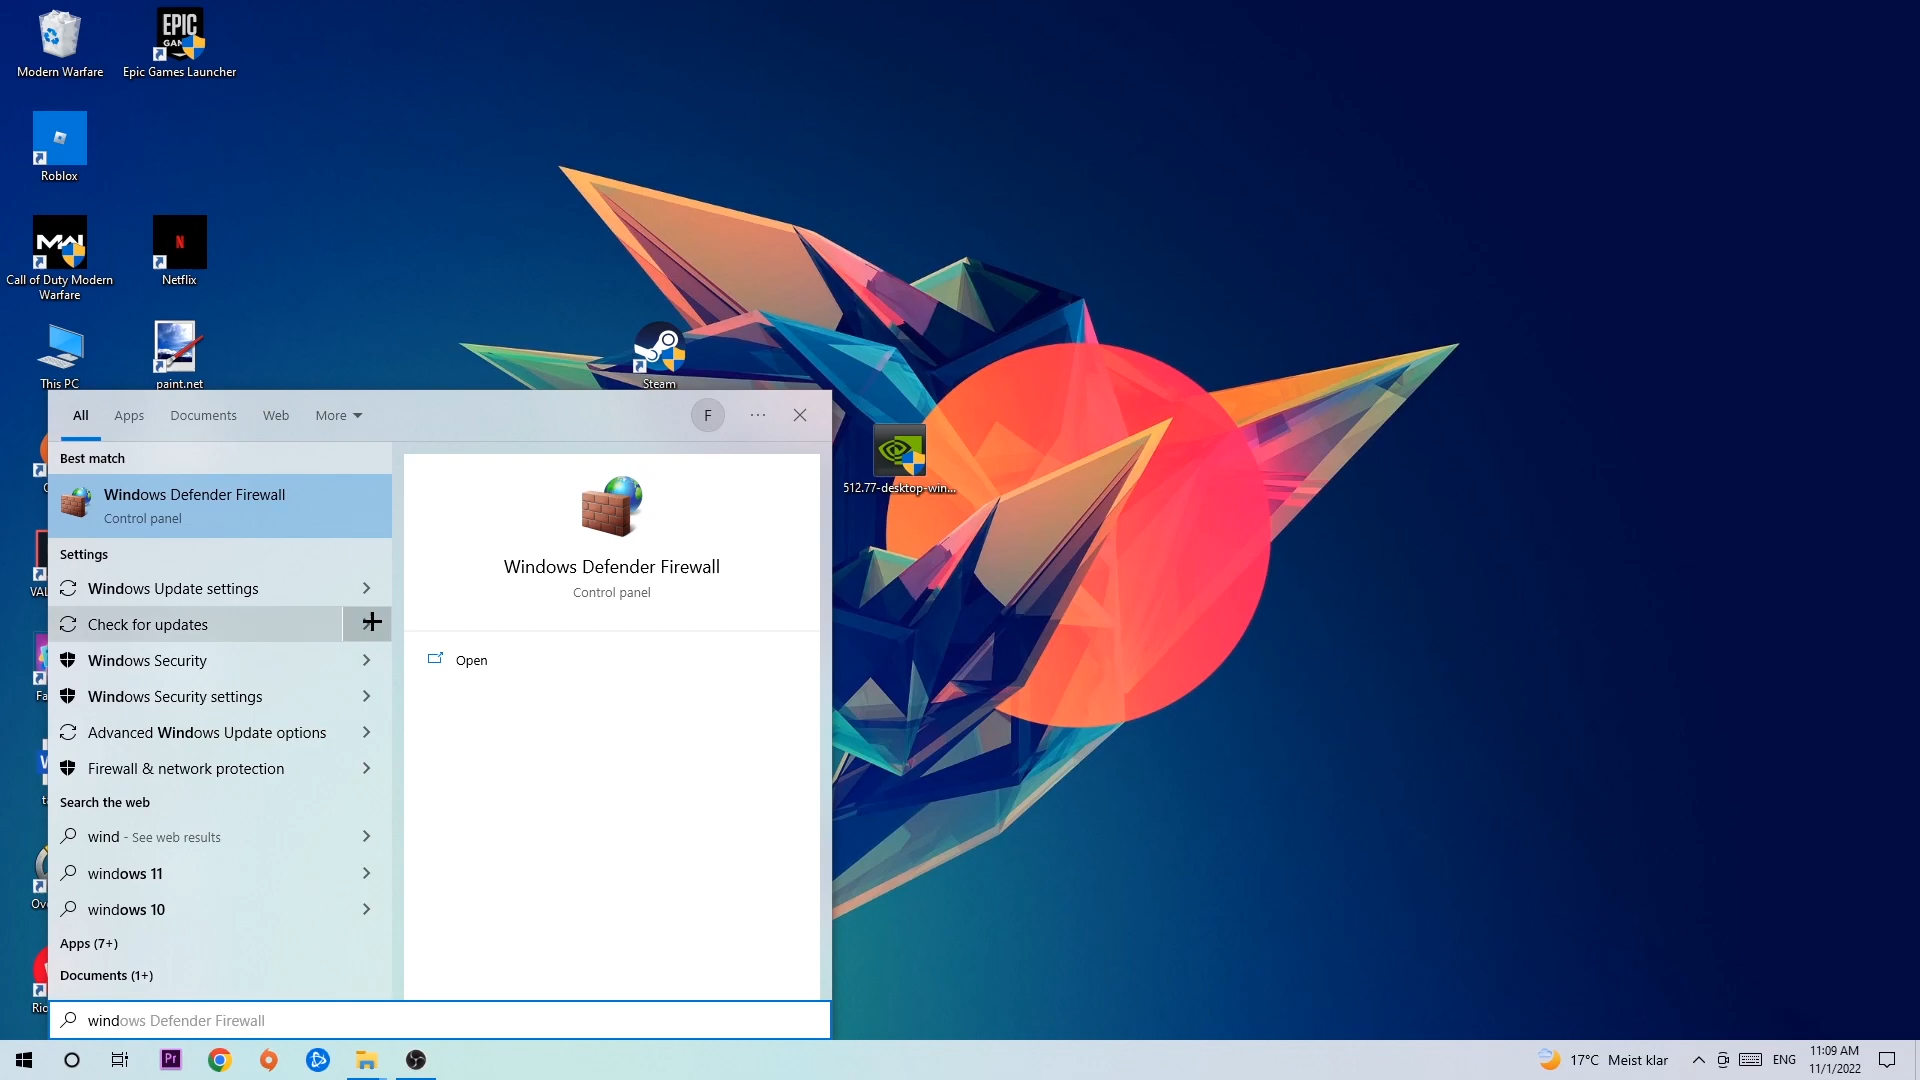 Modern Warfare
EPIC
GAMES
Epic Games Launcher
Roblox
MW
Call of Duty Modern
Warfare
N
Netflix
This PC
paint.net
Steam
512.77-desktop-win...
All
Apps
Documents
Web
More
F
Best match
Windows Defender Firewall
Control panel
Settings
Windows Update settings
Check for updates
Windows Security
Windows Security settings
Advanced Windows Update options
Firewall & network protection
Search the web
wind - See web results
windows 11
windows 10
Apps (7+)
Documents (1+)
Windows Defender Firewall
Control panel
Open
windows Defender Firewall
Pr
17°C Meist klar
ENG
11:09 AM
11/1/2022